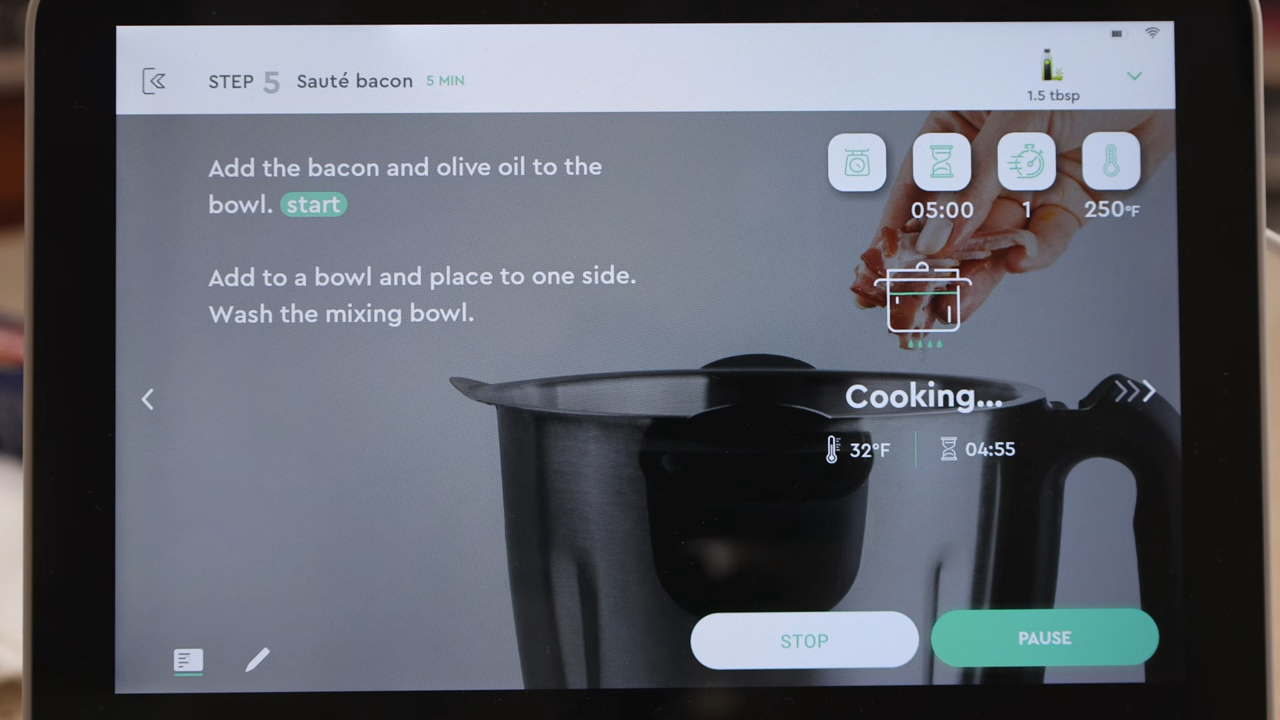 STEP 5 Sauté bacon 5 MIN
1.5 tbsp
Add the bacon and olive oil to the
bowl. start
Add to a bowl and place to one side.
Wash the mixing bowl.
05:00 1 250°F
Cooking...
32°F 04:55
STOP PAUSE